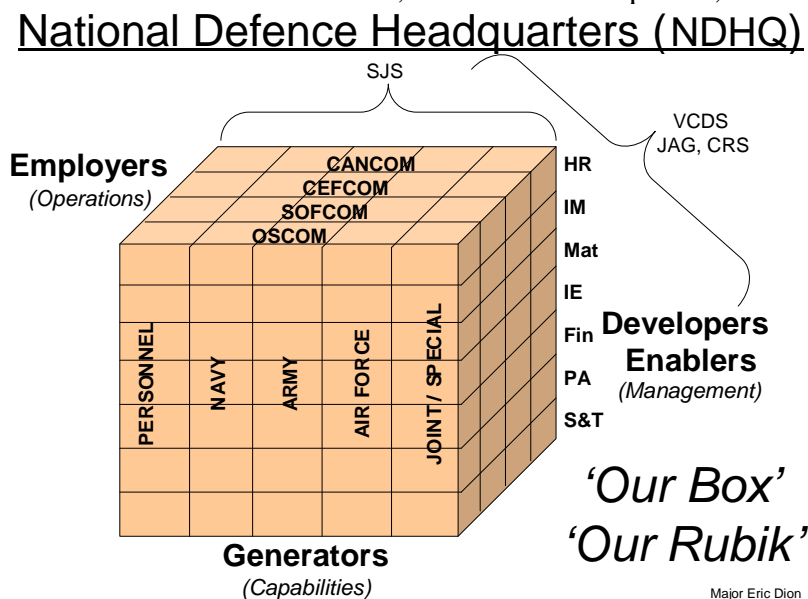 National Defence Headquarters (NDHQ)
SJS
VCDS
JAG, CRS
Employers
(Operations)
CANCOM
CEFCOM
SOFCOM
OSCOM
HR
IM
Mat
IE
Fin
PA
S&T
Developers
Enablers
(Management)
PERSONNEL
NAVY
ARMY
AIR FORCE
JOINT / SPECIAL
Generators
(Capabilities)
‘Our Box’
‘Our Rubik’
Major Eric Dion